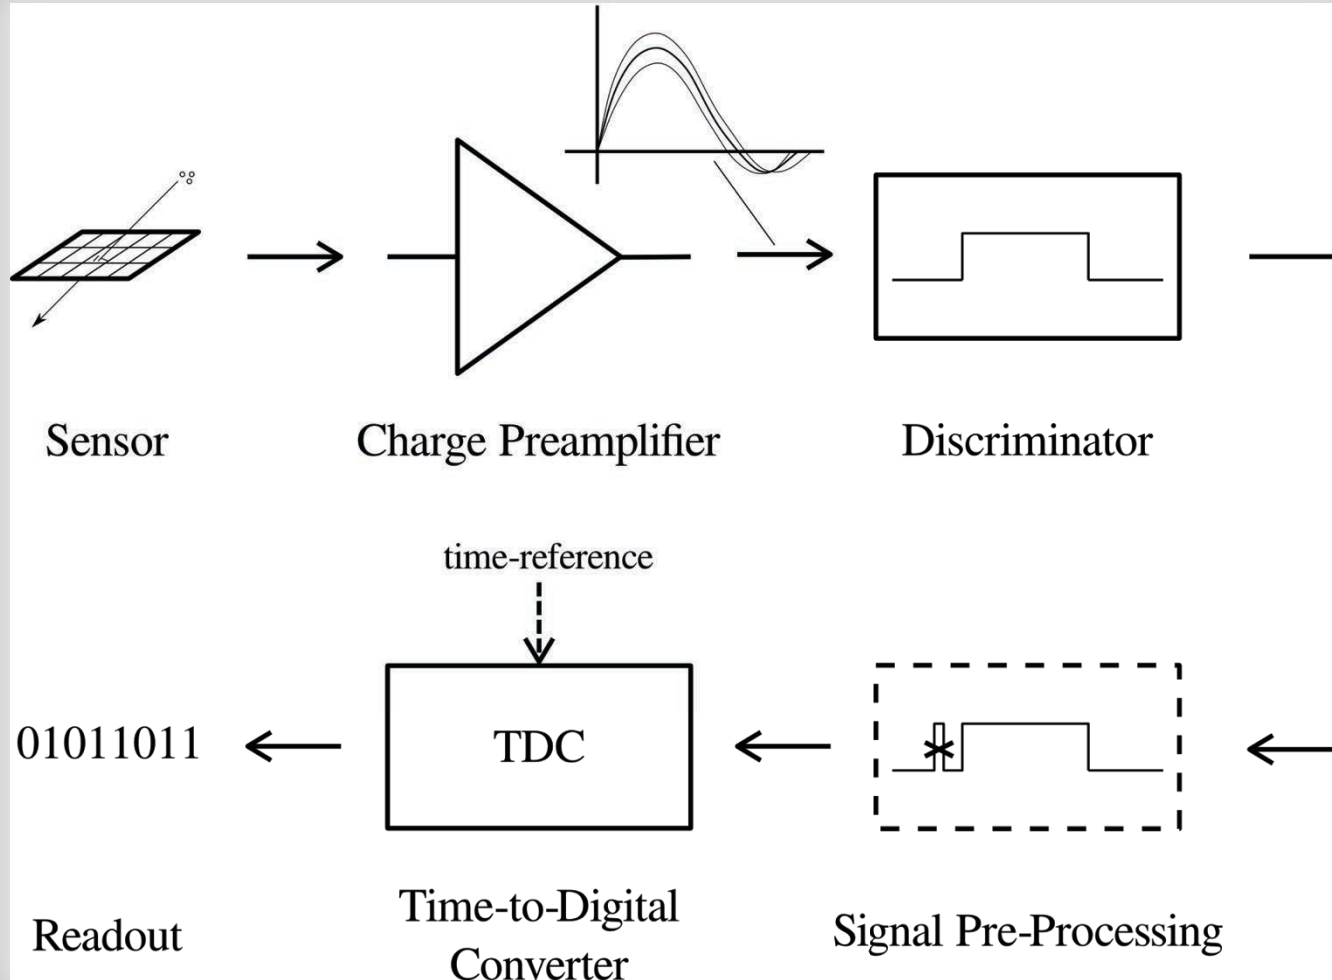 Sensor
Charge Preamplifier
Discriminator
time-reference
01011011
TDC
Readout
Time-to-Digital
Converter
Signal Pre-Processing